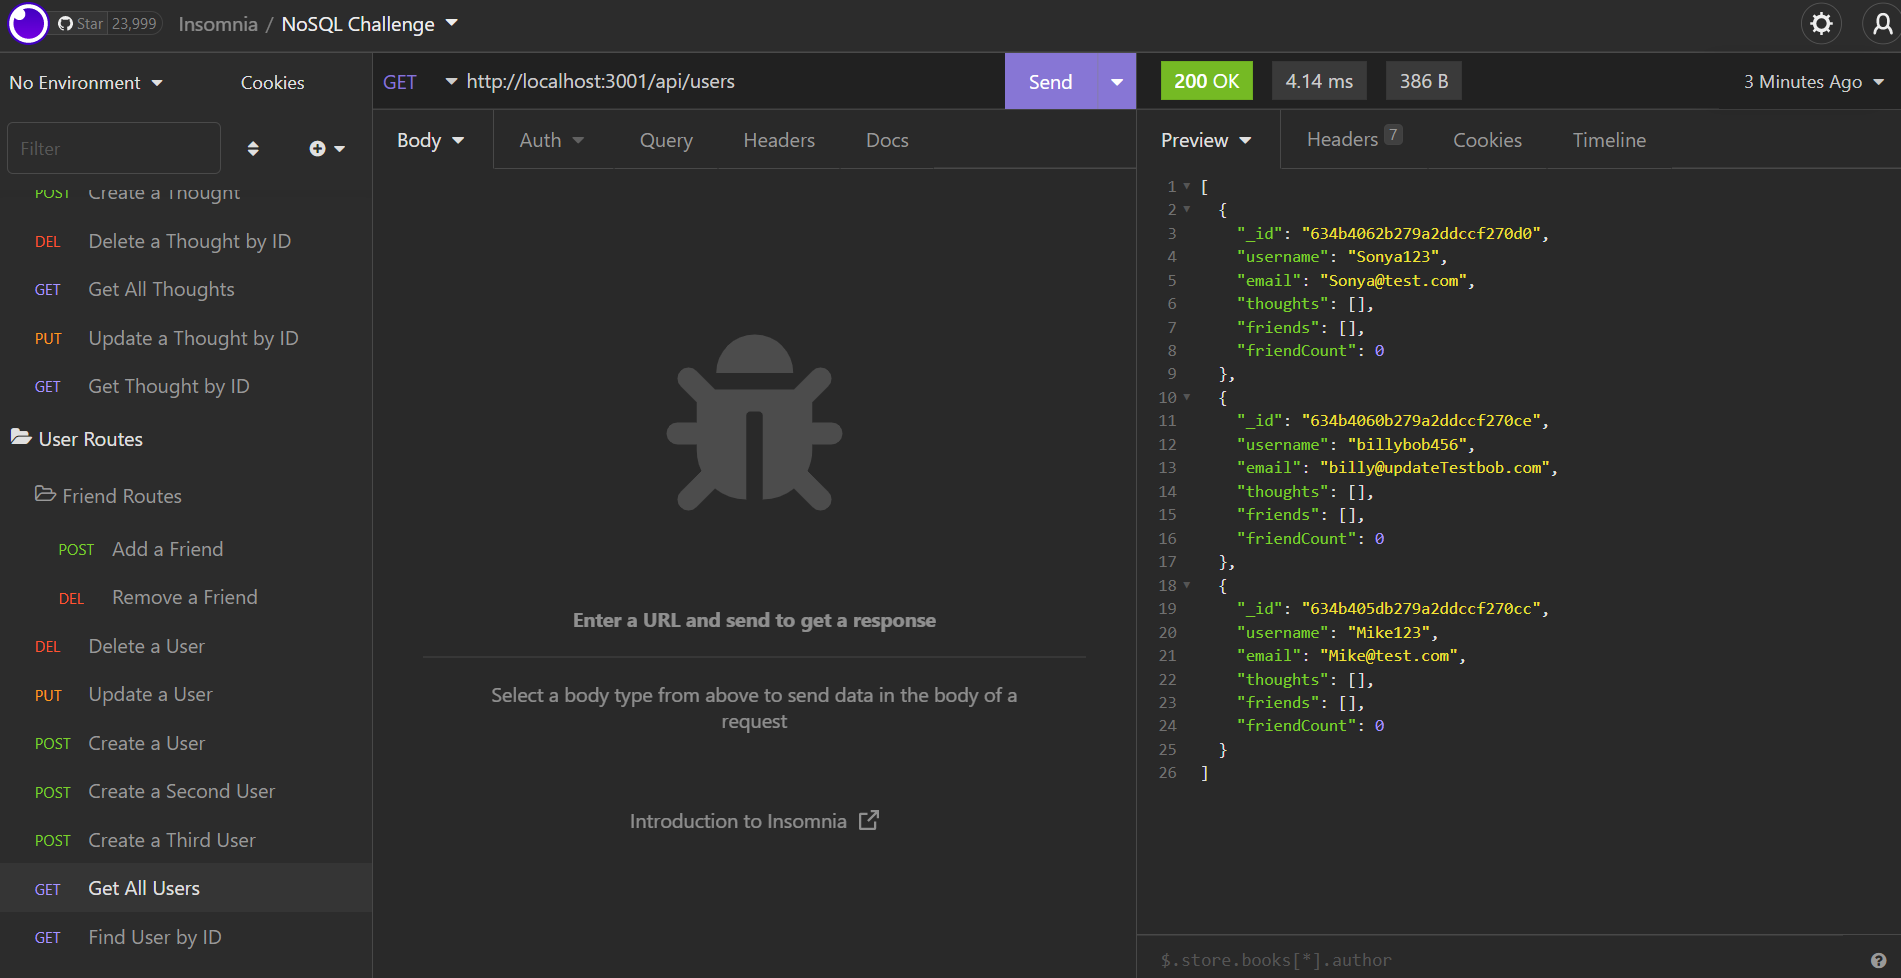 Star 23,999 Insomnia / NoSQL Challenge
No Environment Cookies
Filter
POST Create a Thought
DEL Delete a Thought by ID
GET Get All Thoughts
PUT Update a Thought by ID
GET Get Thought by ID
User Routes
Friend Routes
POST Add a Friend
DEL Remove a Friend
DEL Delete a User
PUT Update a User
POST Create a User
POST Create a Second User
POST Create a Third User
GET Get All Users
GET Find User by ID
GET http://localhost:3001/api/users Send
Body Auth Query Headers Docs
Enter a URL and send to get a response
Select a body type from above to send data in the body of a
request
Introduction to Insomnia
200 OK 4.14 ms 386 B 3 Minutes Ago
Preview Headers 7 Cookies Timeline
1 [
2 {
3 "_id": "634b4062b279a2ddccf270d0",
4 "username": "Sonya123",
5 "email": "Sonya@test.com",
6 "thoughts": [],
7 "friends": [],
8 "friendCount": 0
9 },
10 {
11 "_id": "634b4060b279a2ddccf270ce",
12 "username": "billybob456",
13 "email": "billy@updateTestbob.com",
14 "thoughts": [],
15 "friends": [],
16 "friendCount": 0
17 },
18 {
19 "_id": "634b405db279a2ddccf270cc",
20 "username": "Mike123",
21 "email": "Mike@test.com",
22 "thoughts": [],
23 "friends": [],
24 "friendCount": 0
25 }
26 ]
$.store.books[*].author